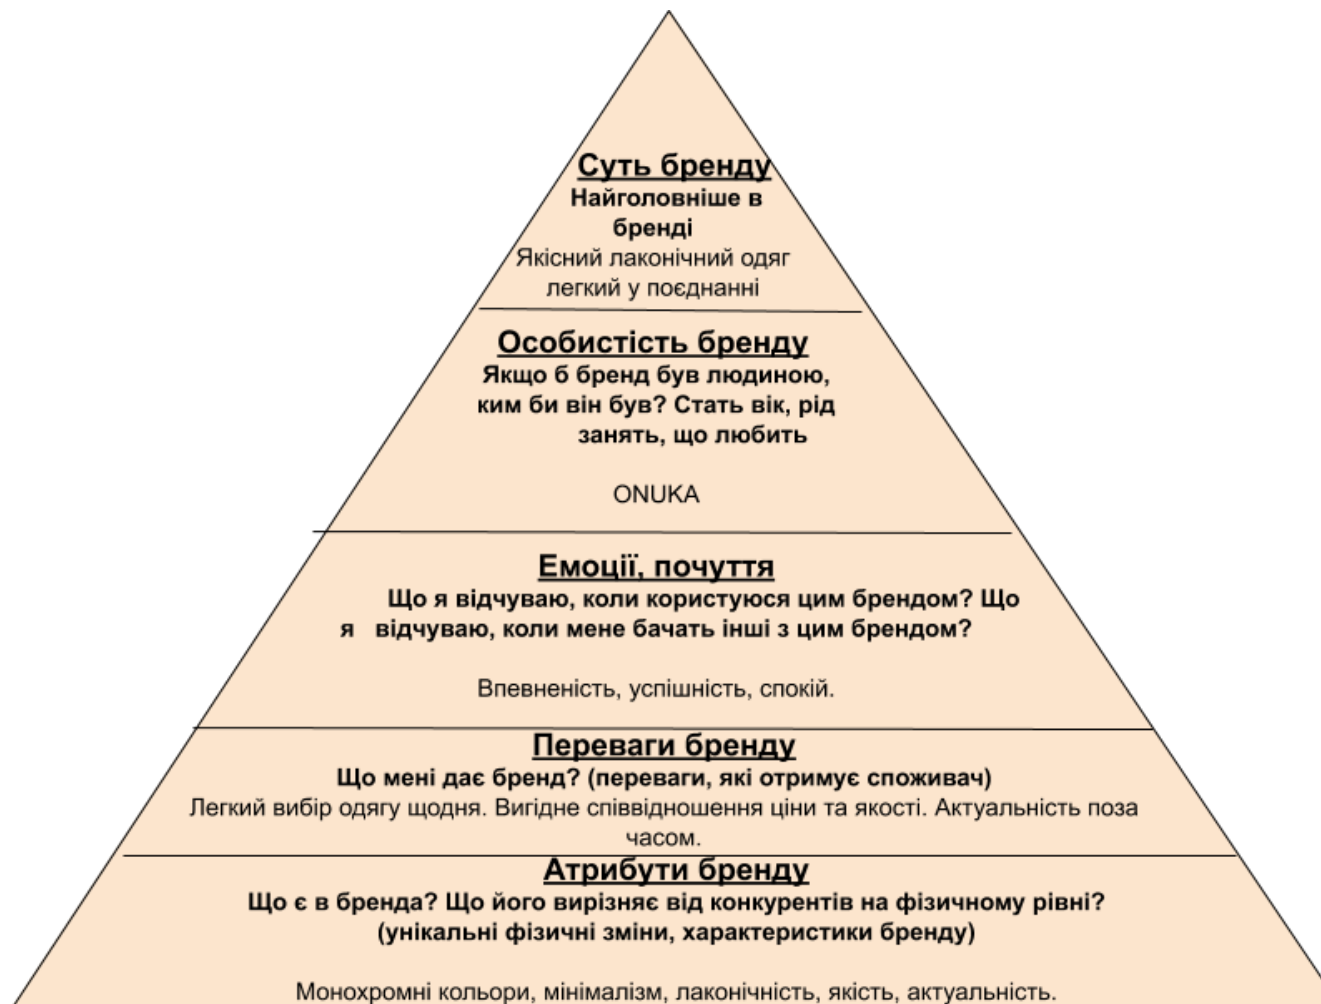 Суть бренду
Найголовніше в
бренді
Якісний лаконічний одяг
легкий у поєднанні
Особистість бренду
Якщо б бренд був людиною,
ким би він був? Стать вік, рід
занять, що любить
ONUKA
Емоції, почуття
Що я відчуваю, коли користуюся цим брендом? Що
я відчуваю, коли мене бачать інші з цим брендом?
Впевненість, успішність, спокій.
Переваги бренду
Що мені дає бренд? (переваги, які отримує споживач)
Легкий вибір одягу щодня. Вигідне співвідношення ціни та якості. Актуальність поза
часом.
Атрибути бренду
Що є в бренда? Що його вирізняє від конкурентів на фізичному рівні?
(унікальні фізичні зміни, характеристики бренду)
Монохромні кольори, мінімалізм, лаконічність, якість, актуальність.